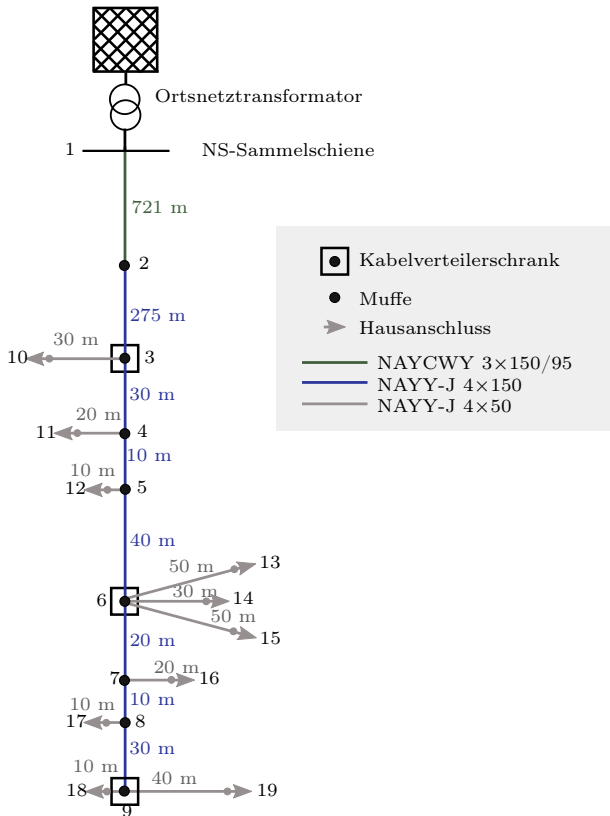 Ortsnetztransformator
1 NS-Sammelschiene
721 m
2
275 m
30 m
10 3
30 m
20 m
11 4
10 m
10 m
12 5
40 m
50 m 13
6 30 m 14
50 m
15
20 m
20 m
7 16
10 m 10 m
17 8
30 m
10 m 40 m
18 19
9
Kabelverteilerschrank
Muffe
Hausanschluss
NAYCWY 3×150/95
NAYY-J 4×150
NAYY-J 4×50